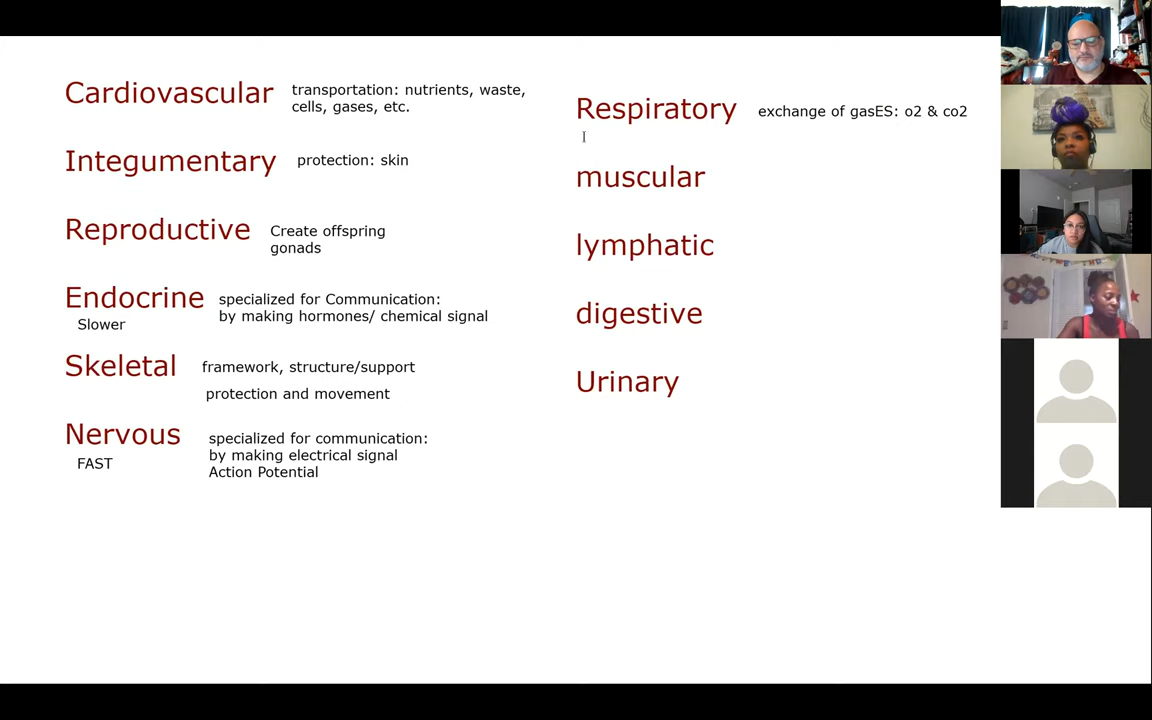 Cardiovascular
transportation: nutrients, waste,
cells, gases, etc.
Integumentary
protection: skin
Reproductive
Create offspring
gonads
Endocrine
Slower
specialized for Communication:
by making hormones/ chemical signal
Skeletal
framework, structure/support
protection and movement
Nervous
FAST
specialized for communication:
by making electrical signal
Action Potential
Respiratory
exchange of gasES: o2 & co2
muscular
lymphatic
digestive
Urinary